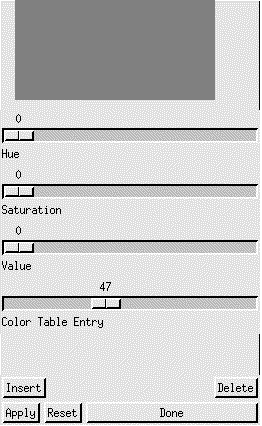 0
Hue
0
Saturation
0
Value
47
Color Table Entry
Insert Delete
Apply Reset Done